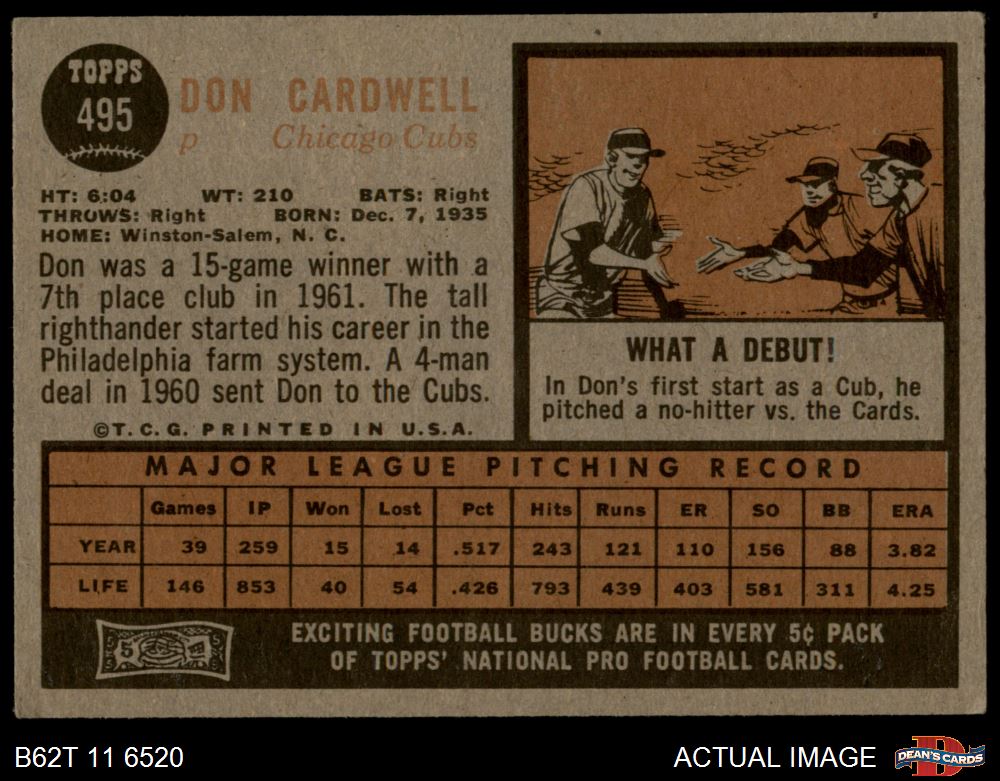 TOPPS
495
DON CARDWELL
p Chicago Cubs
HT: 6:04 WT: 210 BATS: Right
THROWS: Right BORN: Dec. 7, 1935
HOME: Winston-Salem, N. C.
Don was a 15-game winner with a
7th place club in 1961. The tall
righthander started his career in the
Philadelphia farm system. A 4-man
deal in 1960 sent Don to the Cubs.
©T. C. G. PRINTED IN U.S.A.
WHAT A DEBUT!
In Don's first start as a Cub, he
pitched a no-hitter vs. the Cards.
MAJOR LEAGUE PITCHING RECORD
Games IP Won Lost Pct Hits Runs ER SO BB ERA
YEAR 39 259 15 14 .517 243 121 110 156 88 3.82
LIFE 146 853 40 54 .426 793 439 403 581 311 4.25
EXCITING FOOTBALL BUCKS ARE IN EVERY 5¢ PACK
OF TOPPS' NATIONAL PRO FOOTBALL CARDS.
B62T 11 6520
ACTUAL IMAGE
D
DEAN'S CARDS